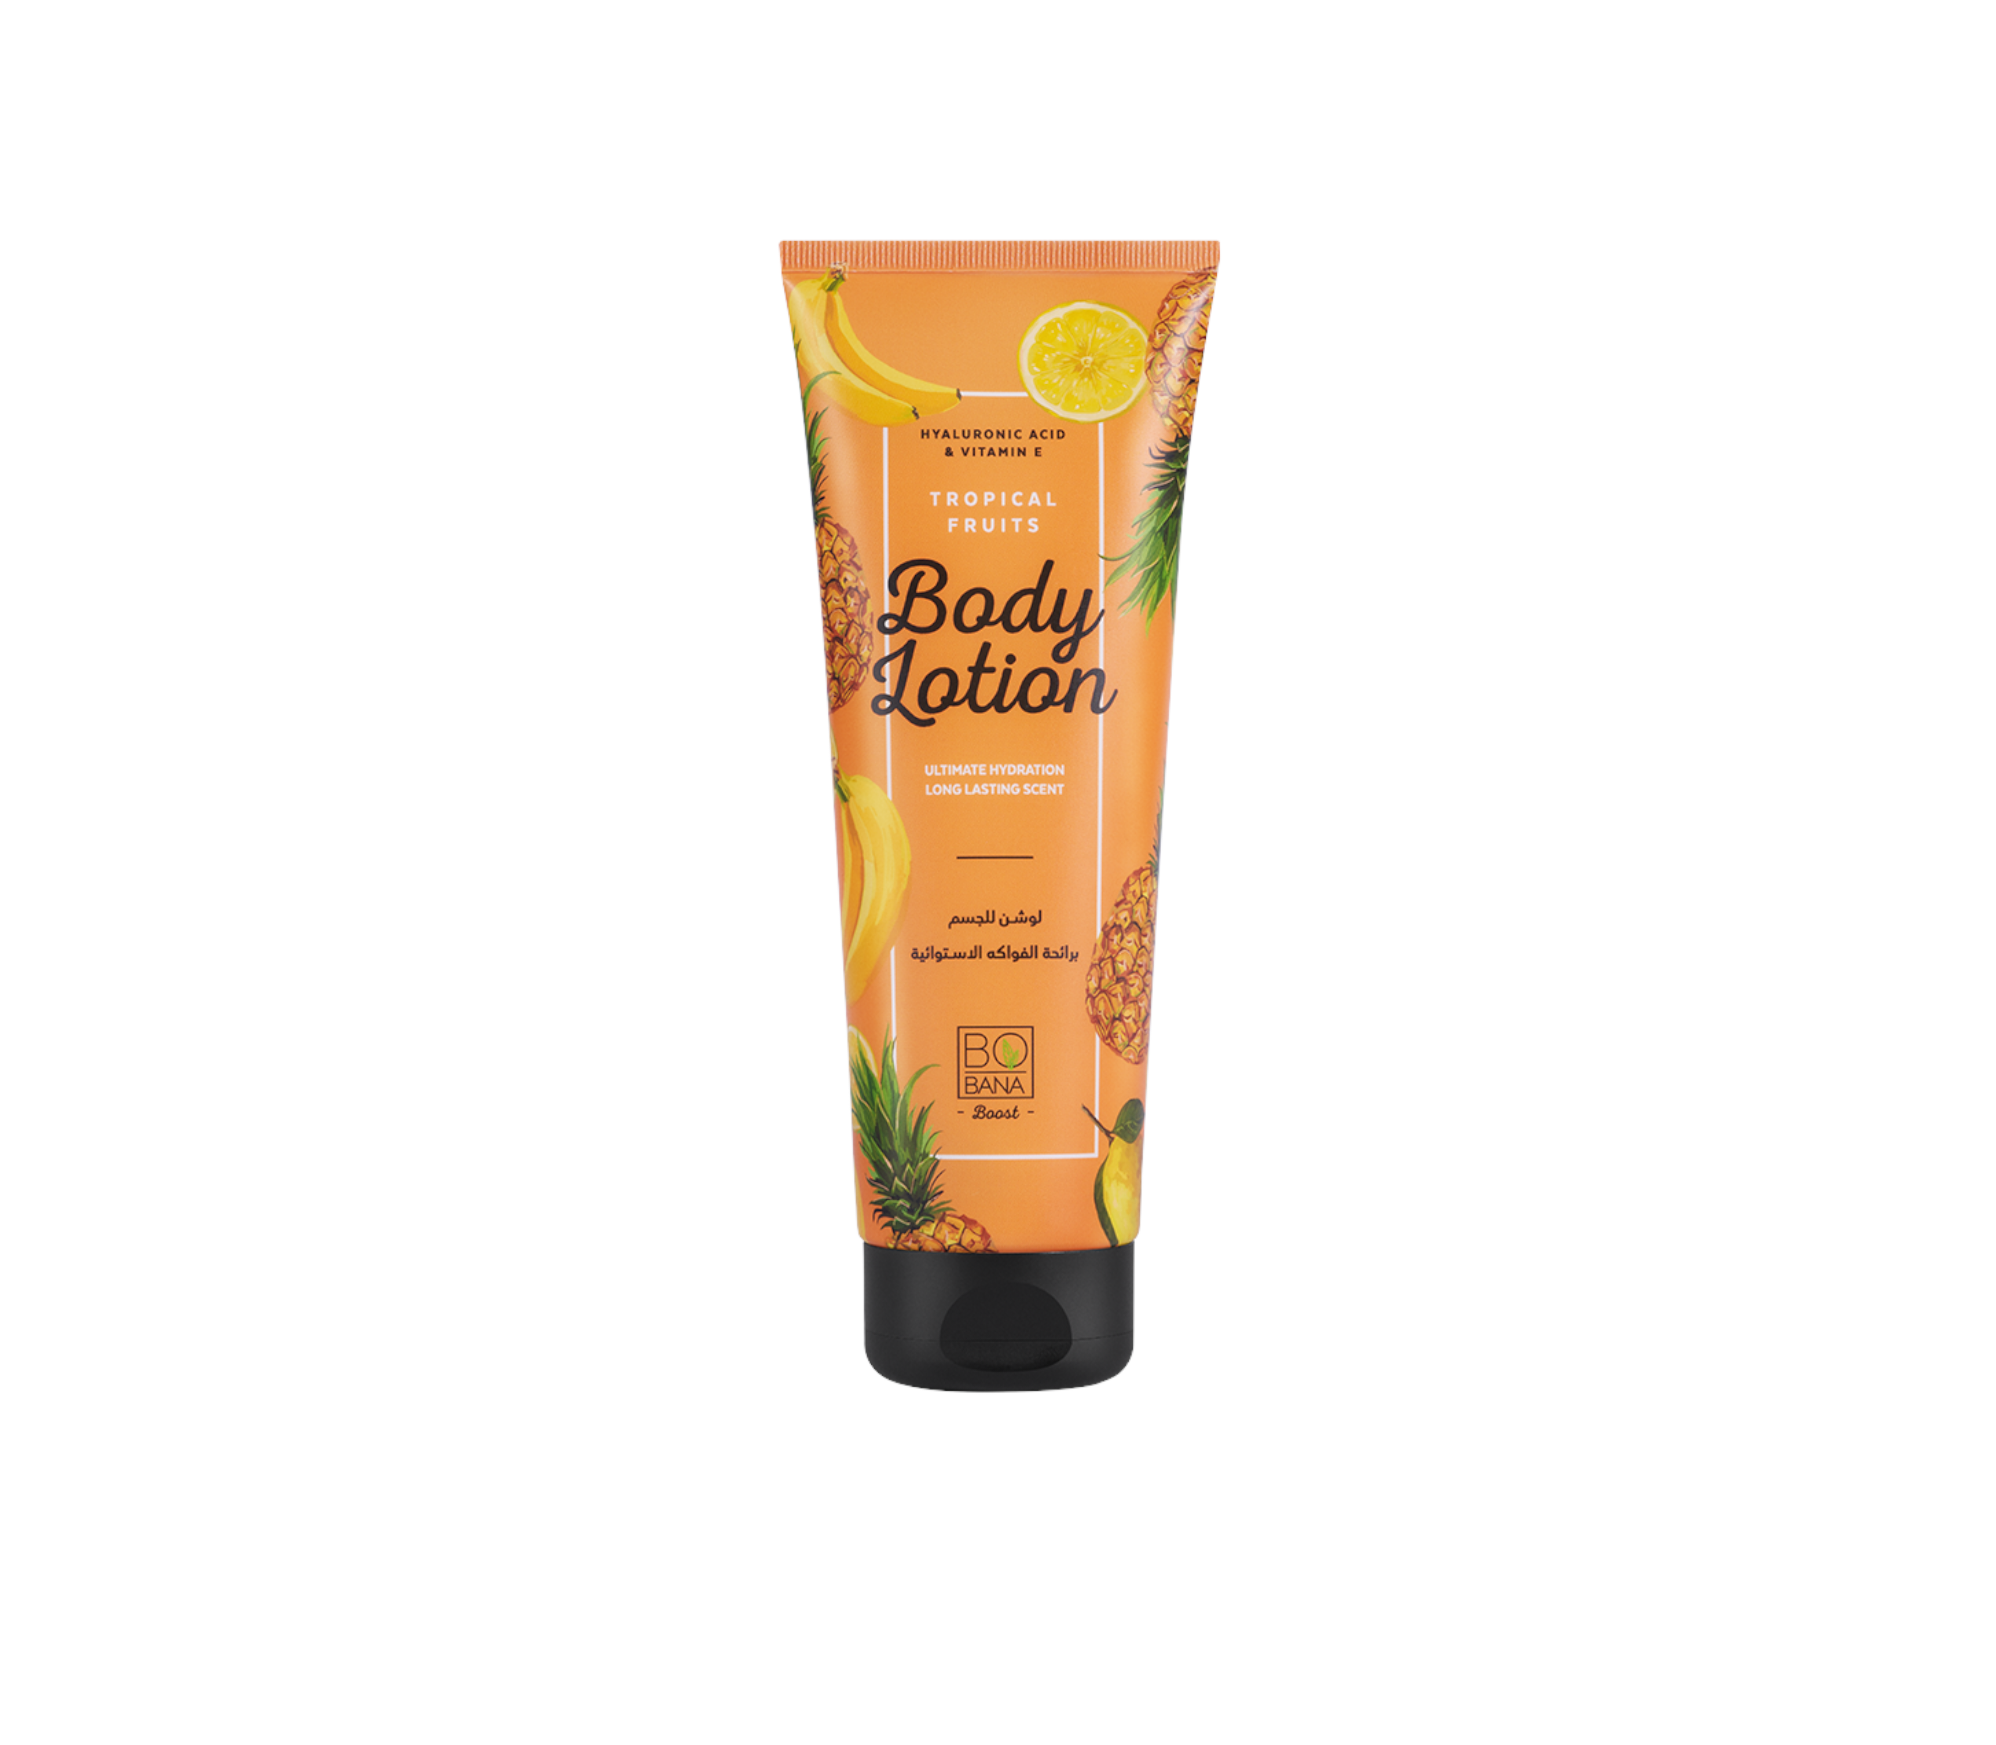 HYALURONIC ACID
& VITAMIN E
TROPICAL
FRUITS
Body
Lotion
ULTIMATE HYDRATION
LONG LASTING SCENT
لوشن للجسم
برائحة الفواكه الاستوائية
BO
BANA
- Boost -